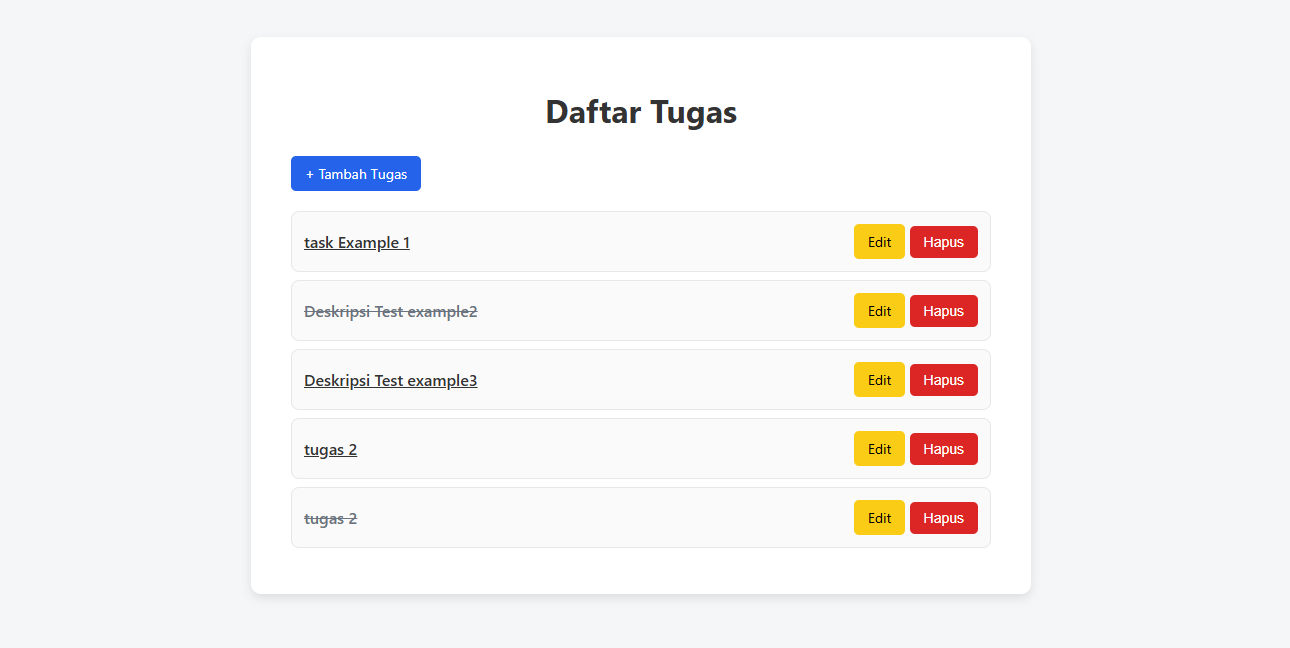 Daftar Tugas
+ Tambah Tugas
task Example 1 Edit Hapus
Deskripsi Test example2 Edit Hapus
Deskripsi Test example3 Edit Hapus
tugas 2 Edit Hapus
tugas 2 Edit Hapus